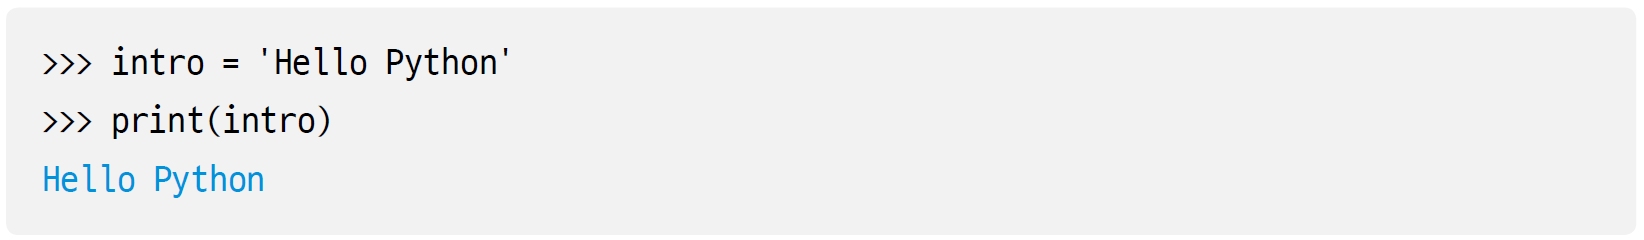 >>> intro = 'Hello Python'
>>> print(intro)
Hello Python